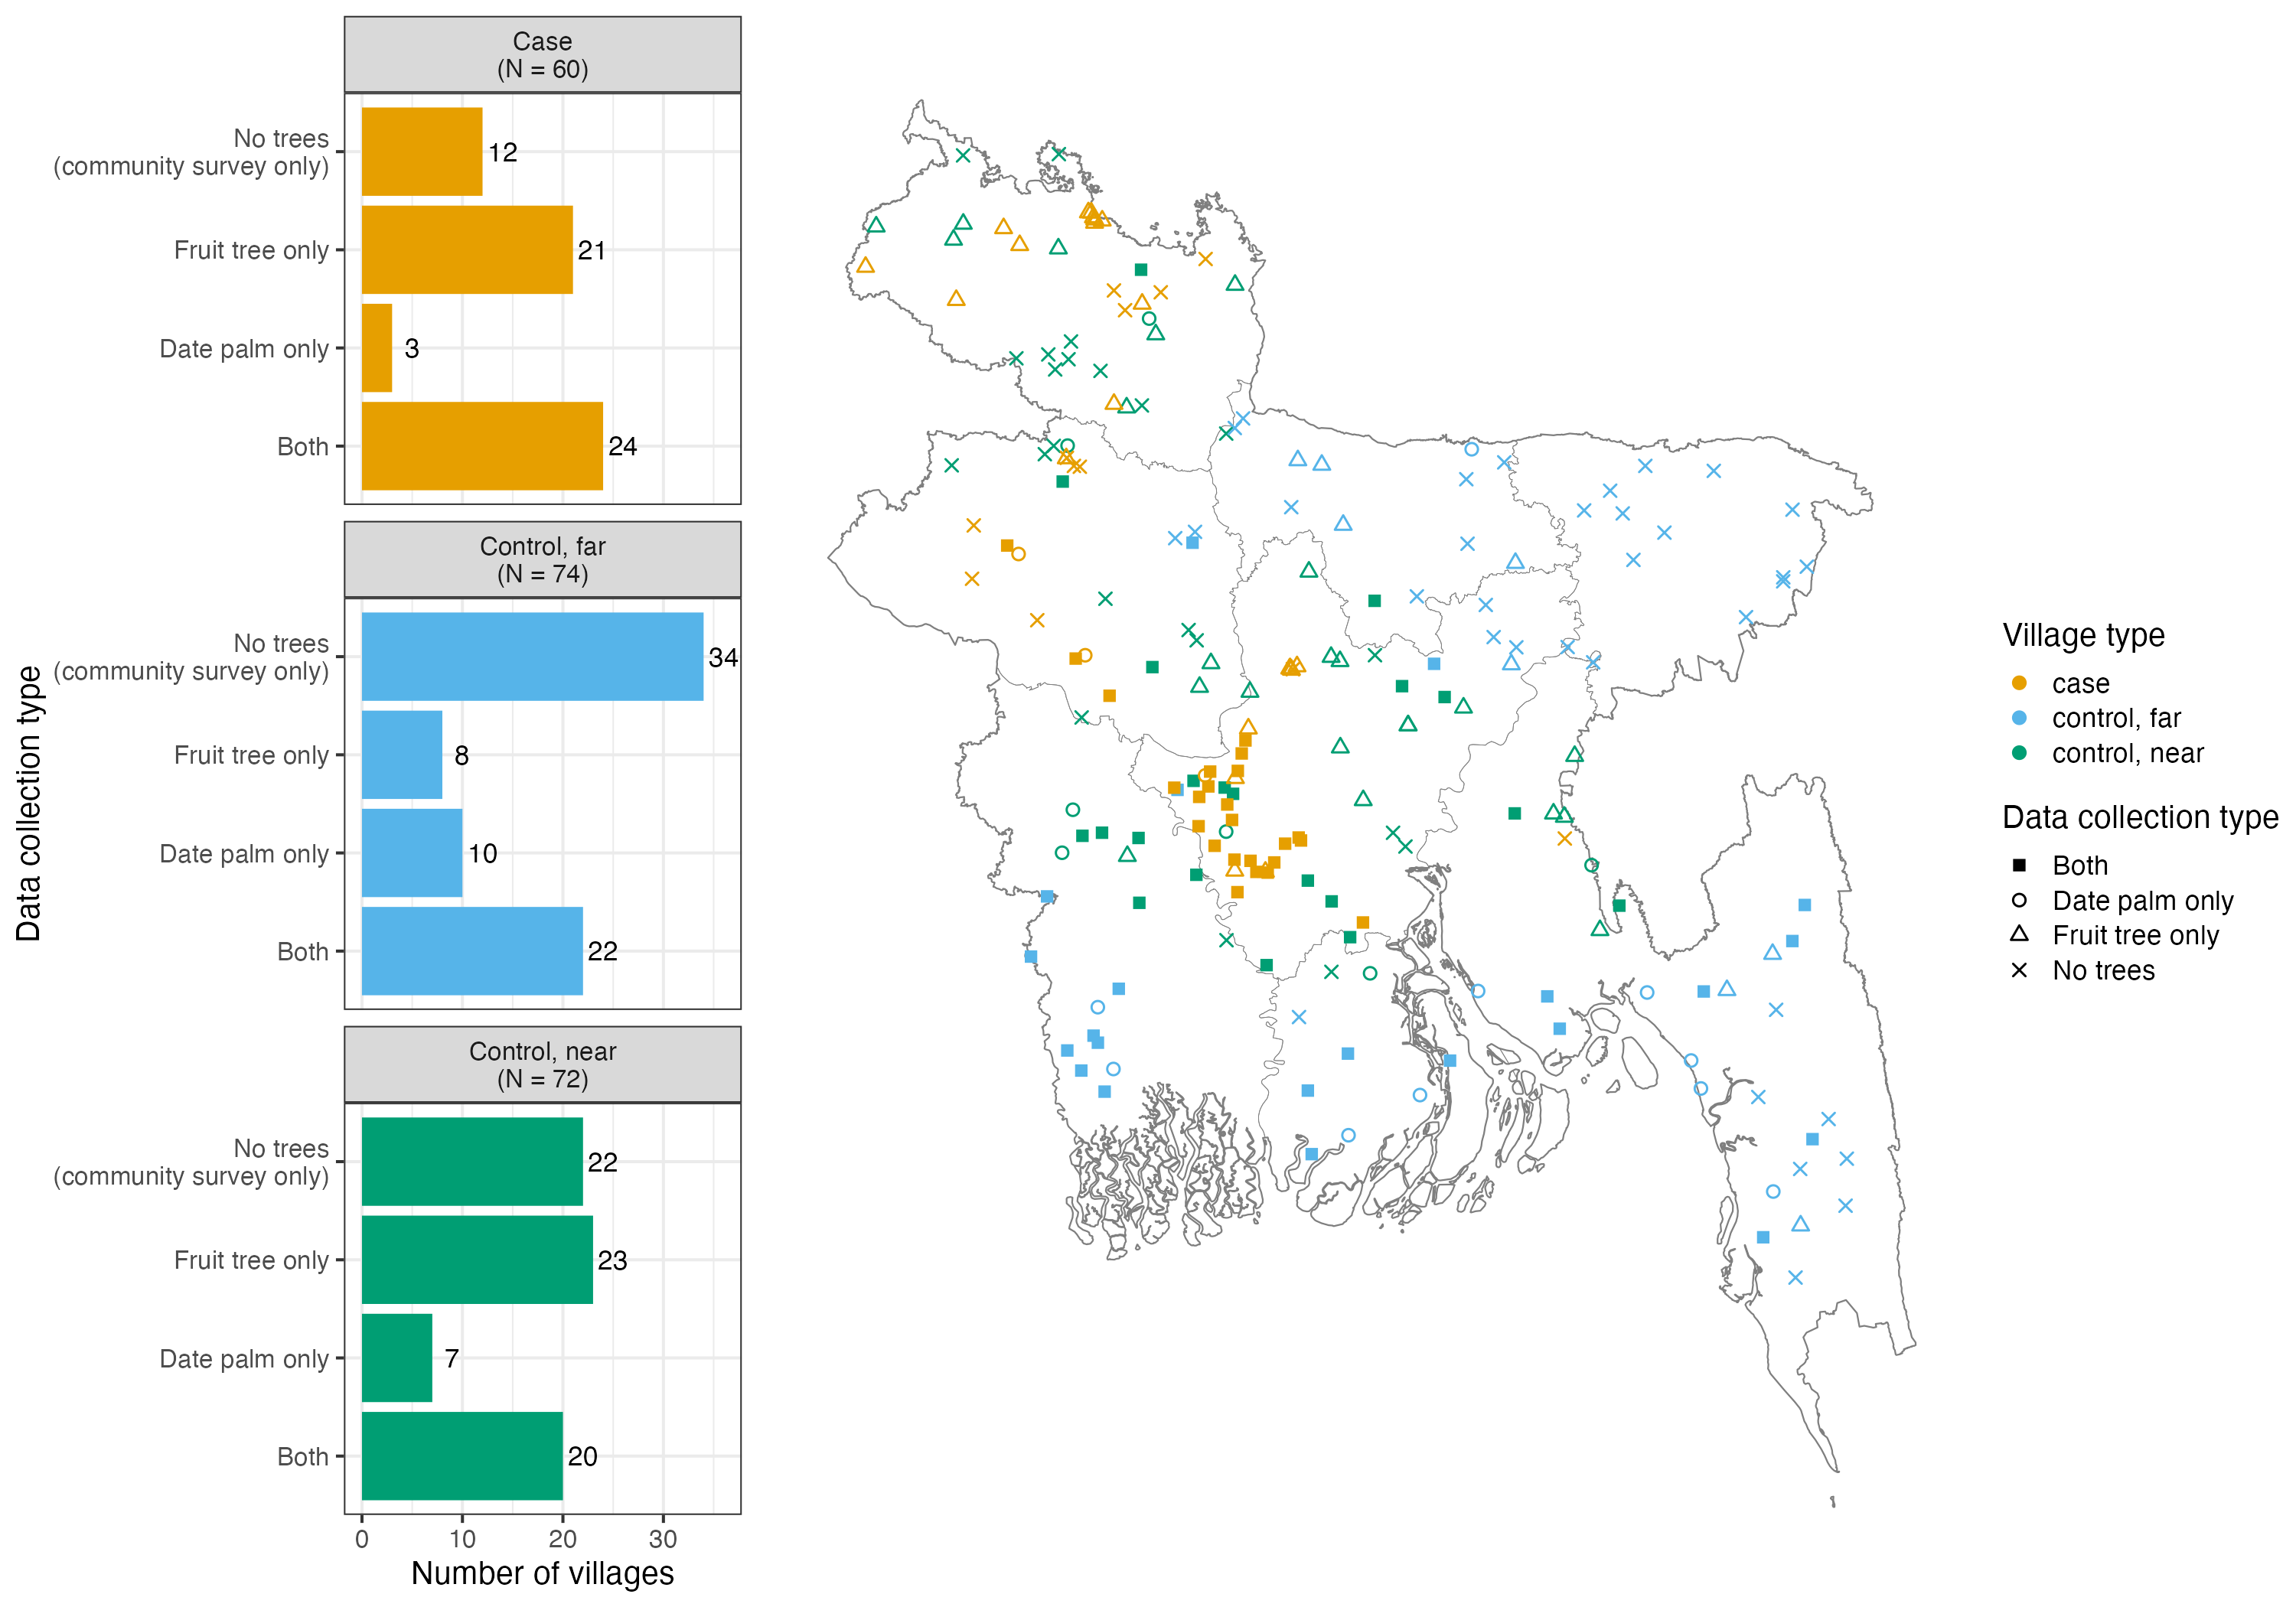 Case
(N = 60)
No trees
(community survey only)
12
Fruit tree only
21
Date palm only
3
Both
24
Control, far
(N = 74)
No trees
(community survey only)
34
Fruit tree only
8
Date palm only
10
Both
22
Control, near
(N = 72)
No trees
(community survey only)
22
Fruit tree only
23
Date palm only
7
Both
20
0 10 20 30
Number of villages
Data collection type
Village type
case
control, far
control, near
Data collection type
Both
Date palm only
Fruit tree only
No trees